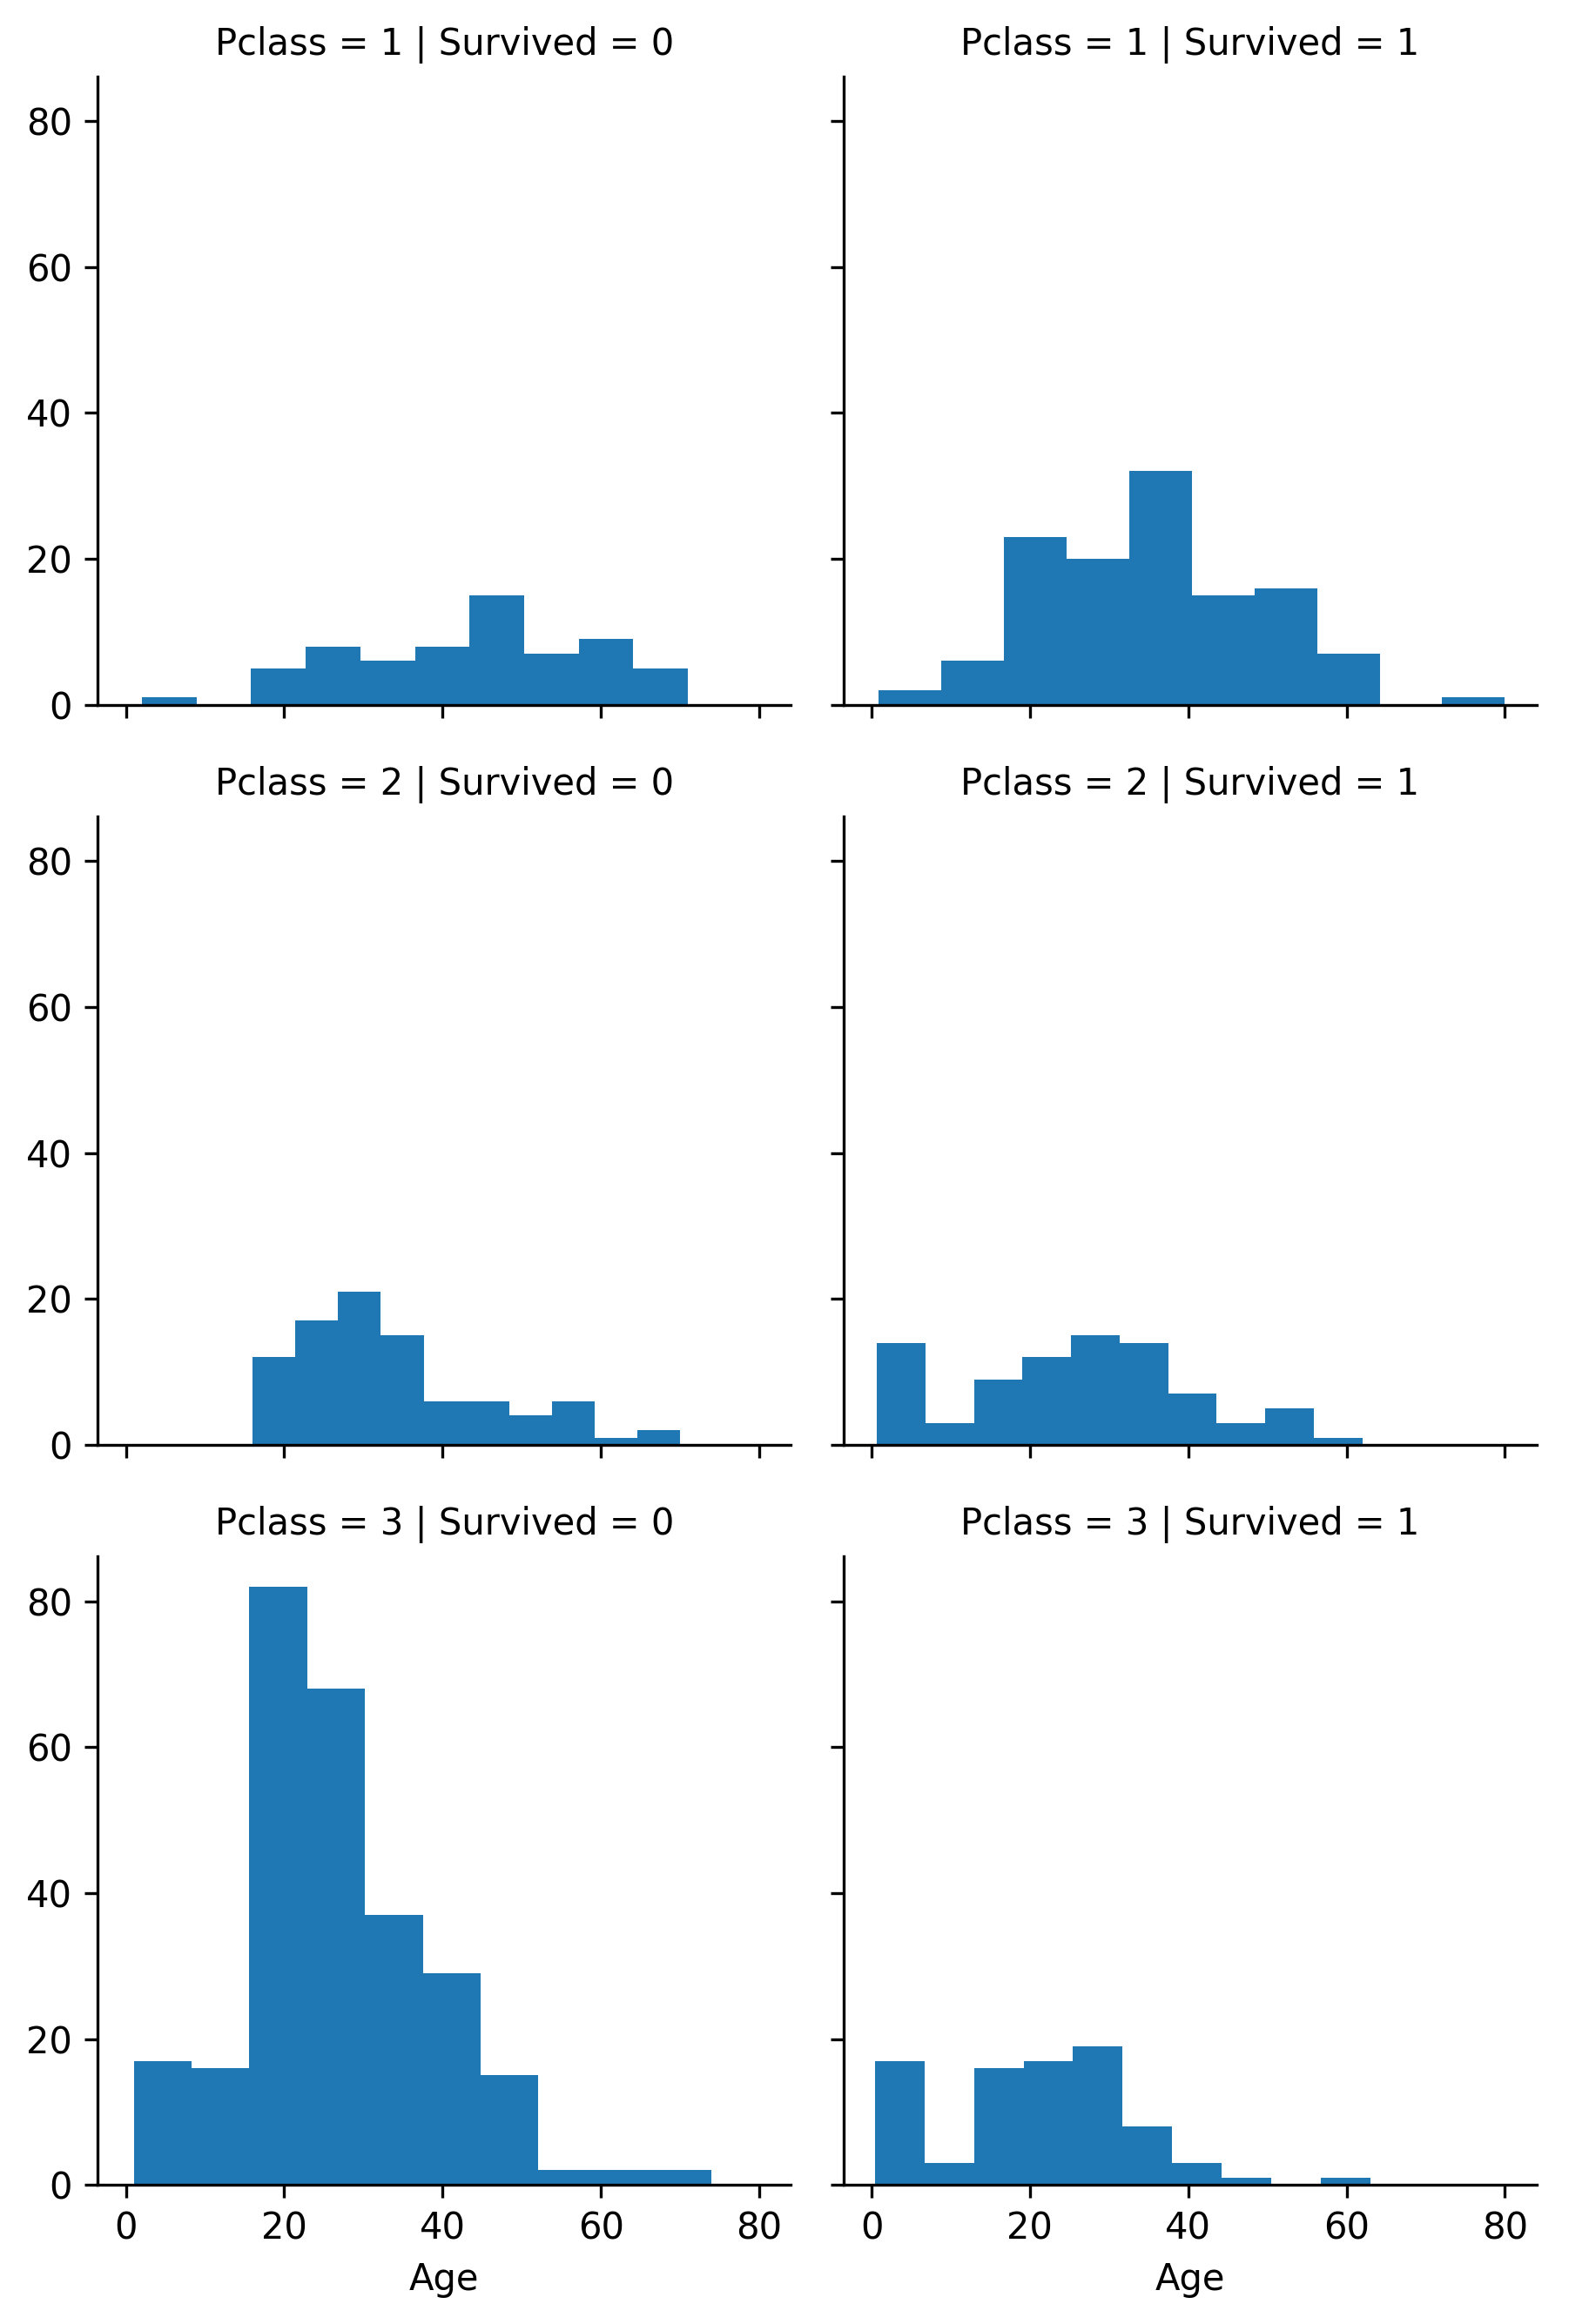 Pclass = 1 | Survived = 0
Pclass = 1 | Survived = 1
80
60
40
20
0
Pclass = 2 | Survived = 0
Pclass = 2 | Survived = 1
80
60
40
20
0
Pclass = 3 | Survived = 0
Pclass = 3 | Survived = 1
80
60
40
20
0
0 20 40 60 80
0 20 40 60 80
Age
Age